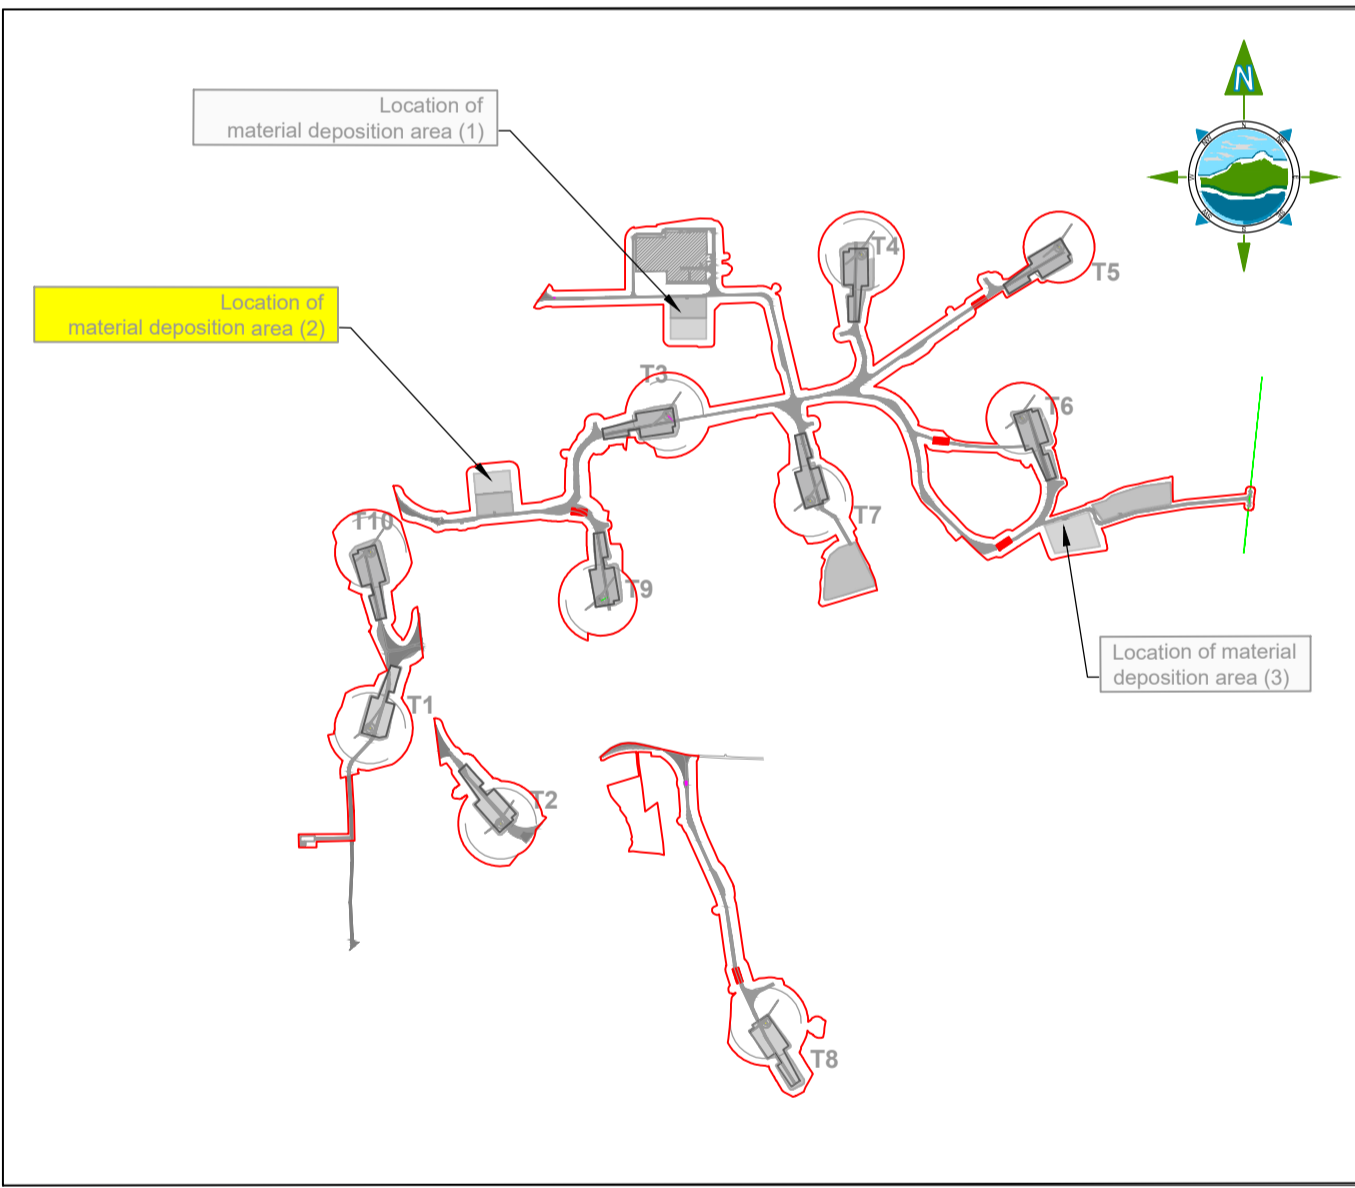 Location of
material deposition area (1)
N
Location of
material deposition area (2)
T4
T5
T3
T6
T7
T10
T9
Location of material
deposition area (3)
T1
T2
T8